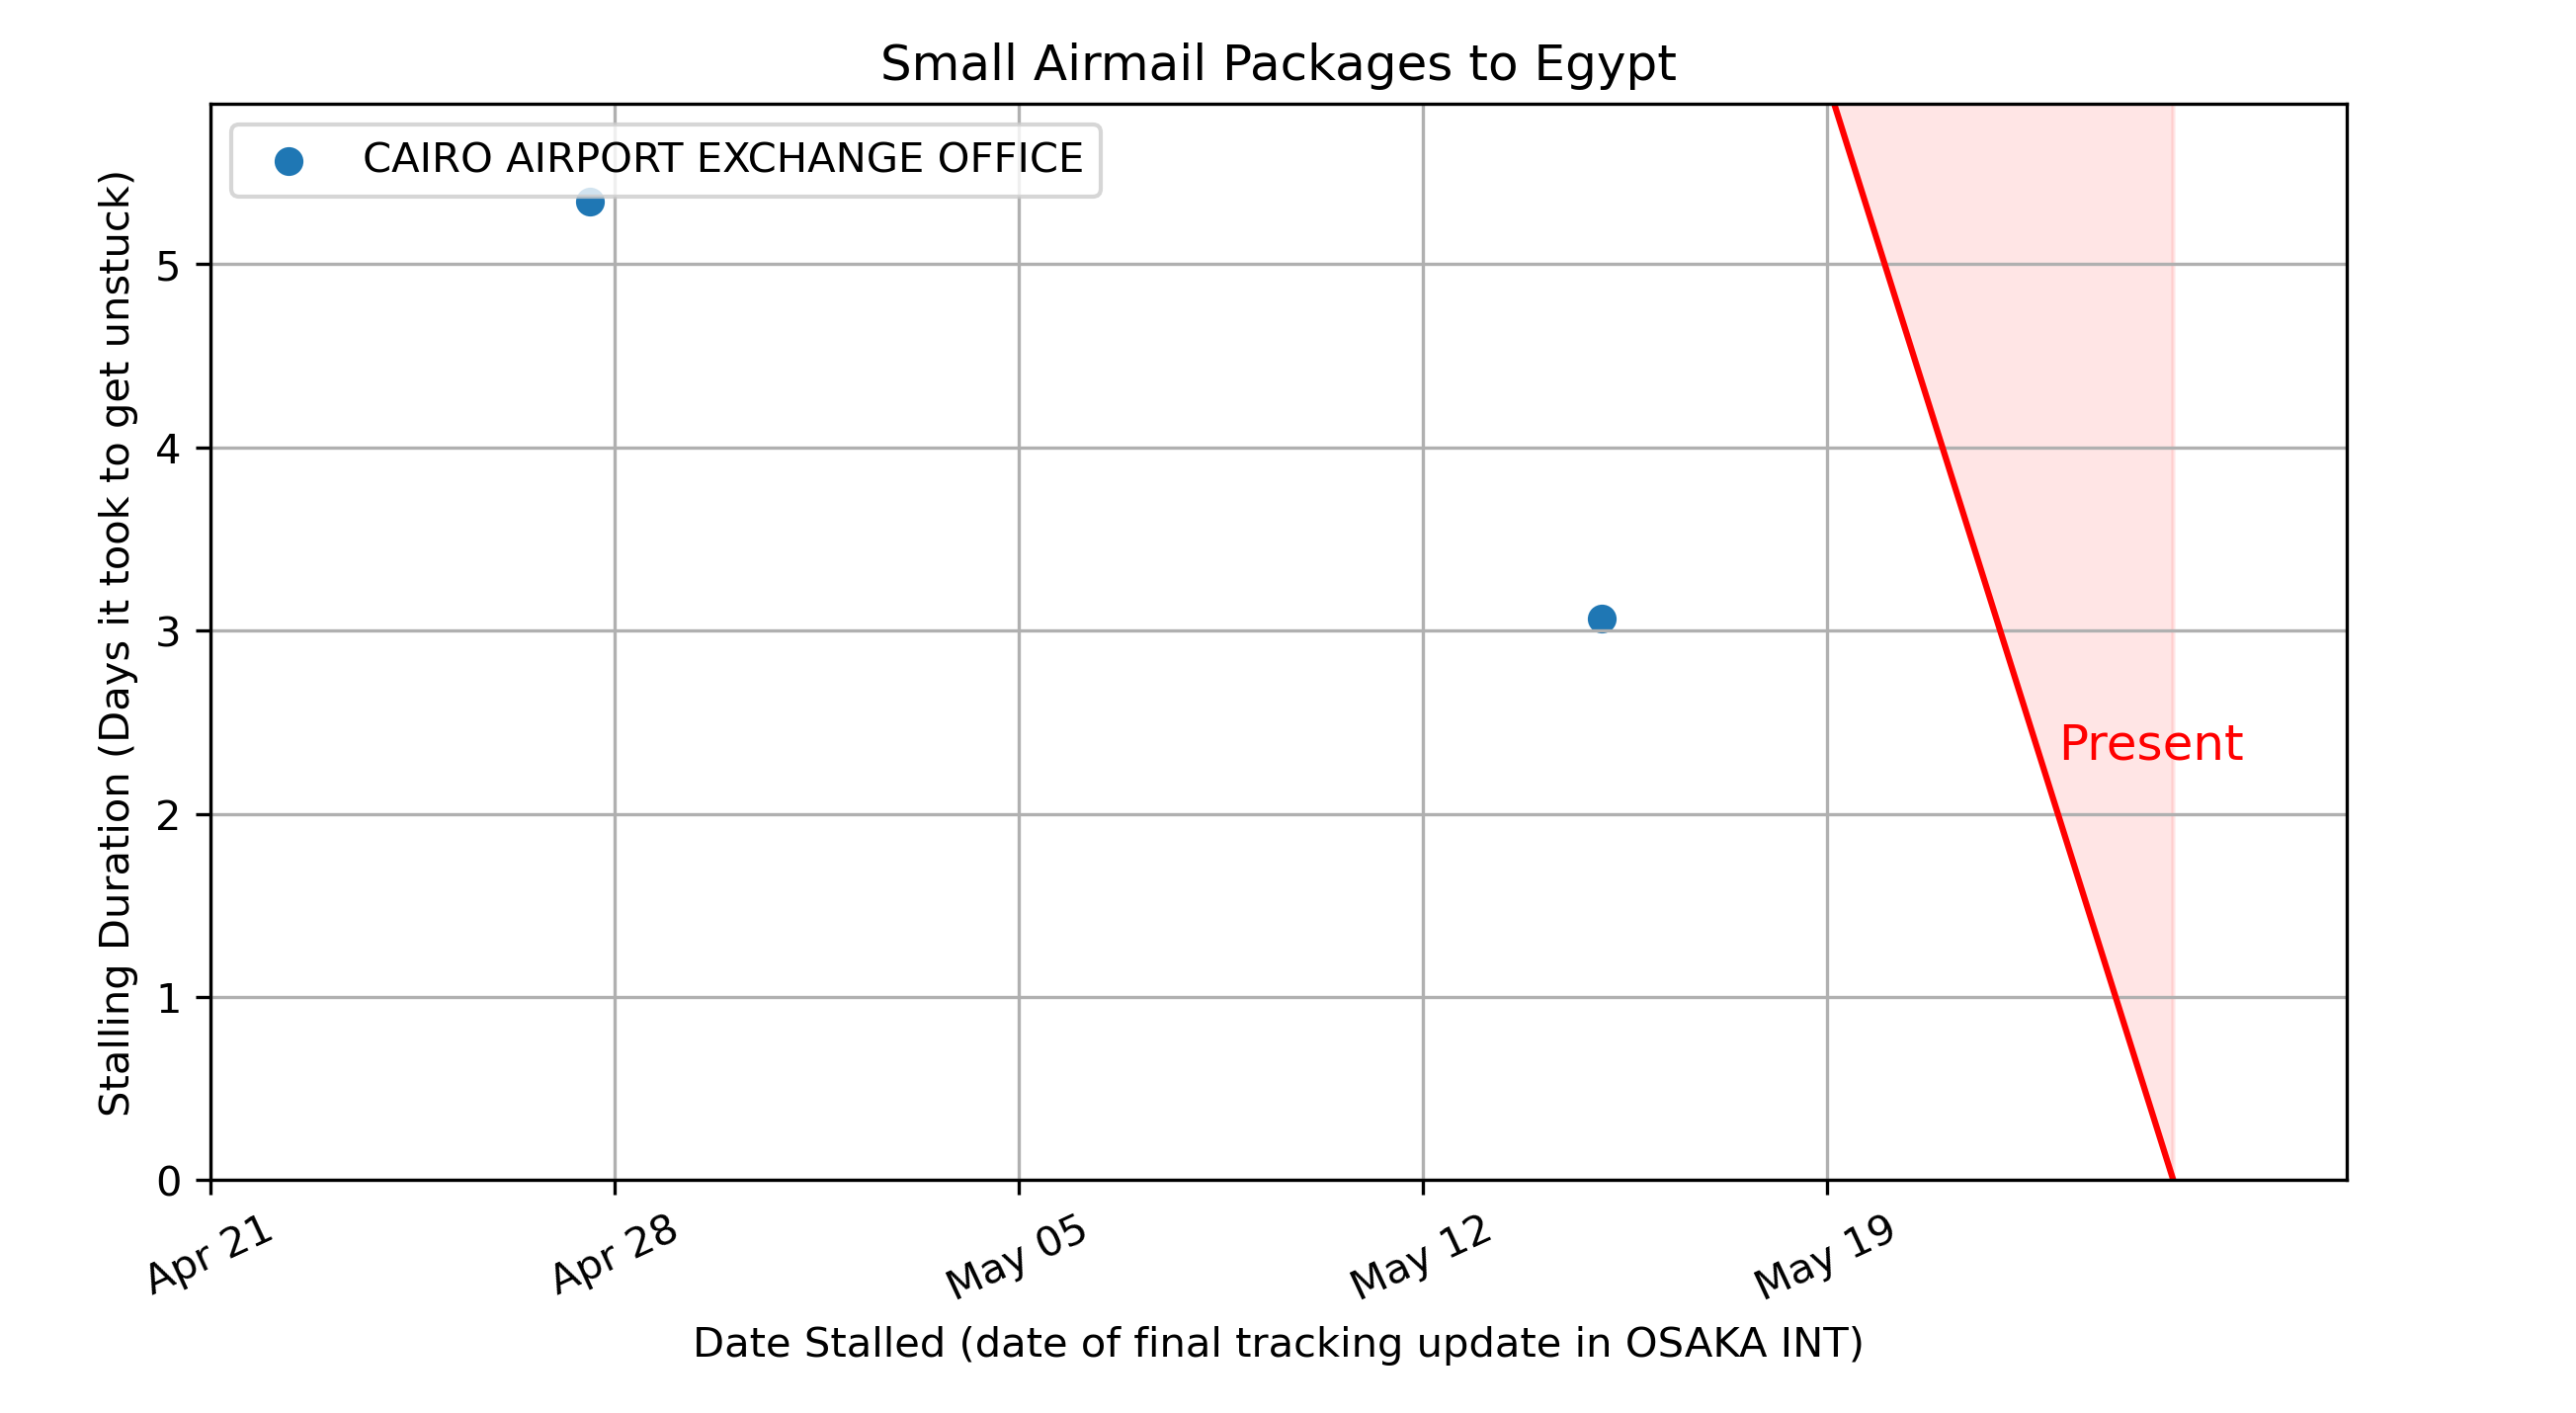 Small Airmail Packages to Egypt
CAIRO AIRPORT EXCHANGE OFFICE
Stalling Duration (Days it took to get unstuck)
5
4
3
2
1
0
Present
Apr 21
Apr 28
May 05
May 12
May 19
Date Stalled (date of final tracking update in OSAKA INT)